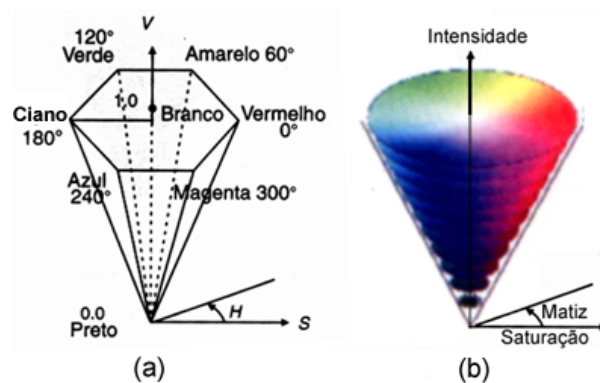 V
120°
Verde
Amarelo 60°
1,0
Branco
Ciano
180°
Vermelho
0°
Azul
240°
Magenta 300°
0.0
Preto
H
S
(a)
Intensidade
Matiz
Saturação
(b)